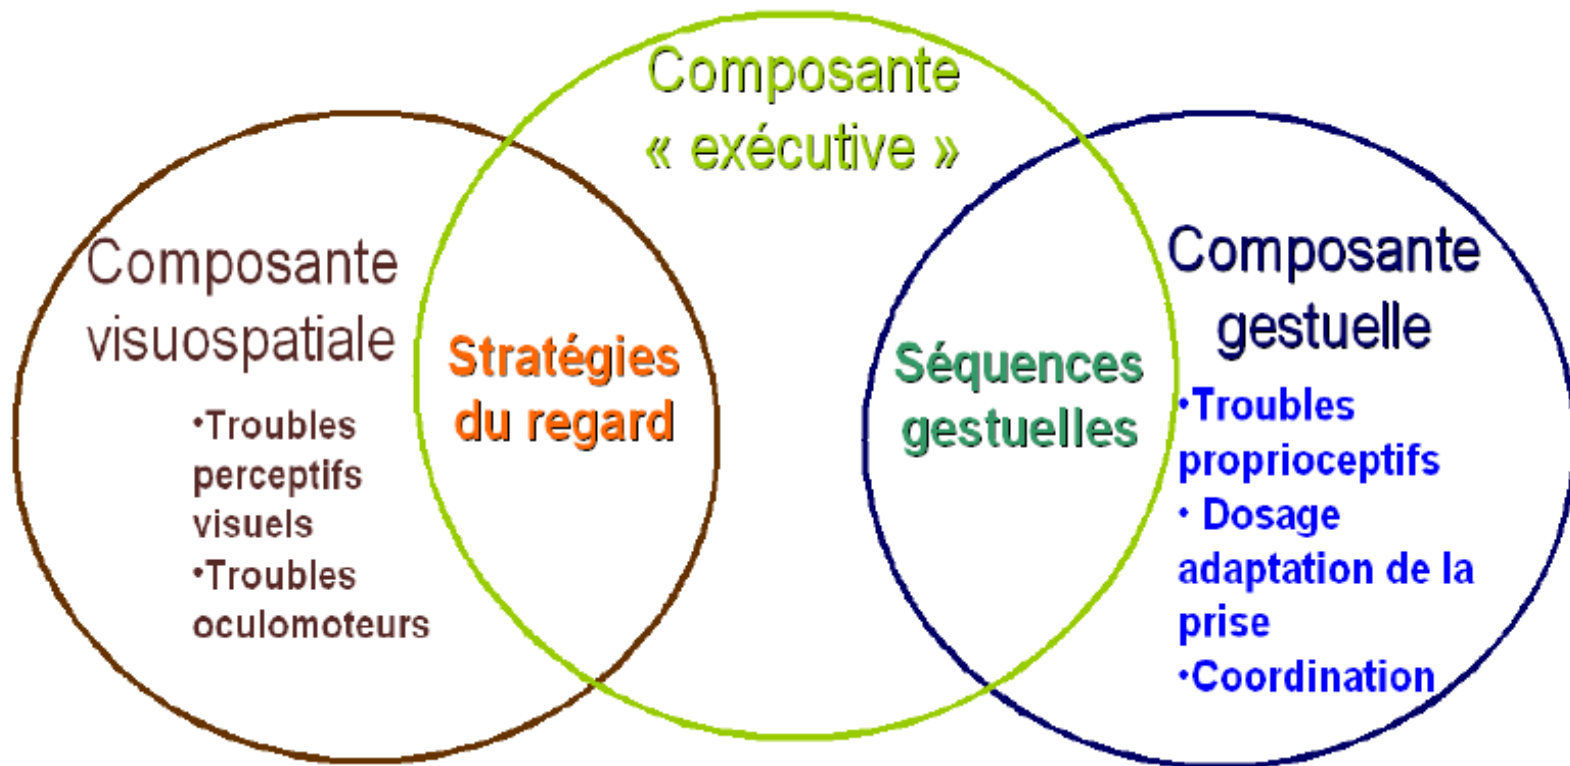 Composante
« exécutive »
Composante
visuospatiale
•Troubles
perceptifs
visuels
•Troubles
oculomoteurs
Stratégies
du regard
Séquences
gestuelles
Composante
gestuelle
•Troubles
proprioceptifs
• Dosage
adaptation de la
prise
•Coordination